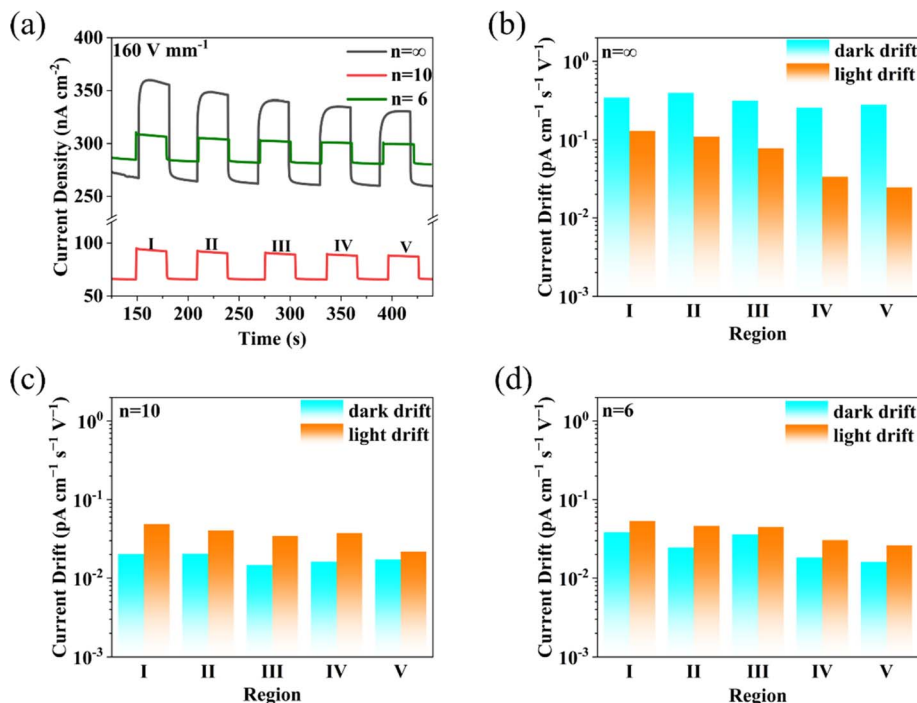 (a)
160 V mm⁻¹
n=∞
n=10
n= 6
Current Density (nA cm⁻²)
400
350
300
250
100
50
I II III IV V
150 200 250 300 350 400
Time (s)
(b)
n=∞
dark drift
light drift
Current Drift (pA cm⁻¹ s⁻¹ V⁻¹)
10⁰
10⁻¹
10⁻²
10⁻³
I II III IV V
Region
(c)
n=10
dark drift
light drift
Current Drift (pA cm⁻¹ s⁻¹ V⁻¹)
10⁰
10⁻¹
10⁻²
10⁻³
I II III IV V
Region
(d)
n=6
dark drift
light drift
Current Drift (pA cm⁻¹ s⁻¹ V⁻¹)
10⁰
10⁻¹
10⁻²
10⁻³
I II III IV V
Region